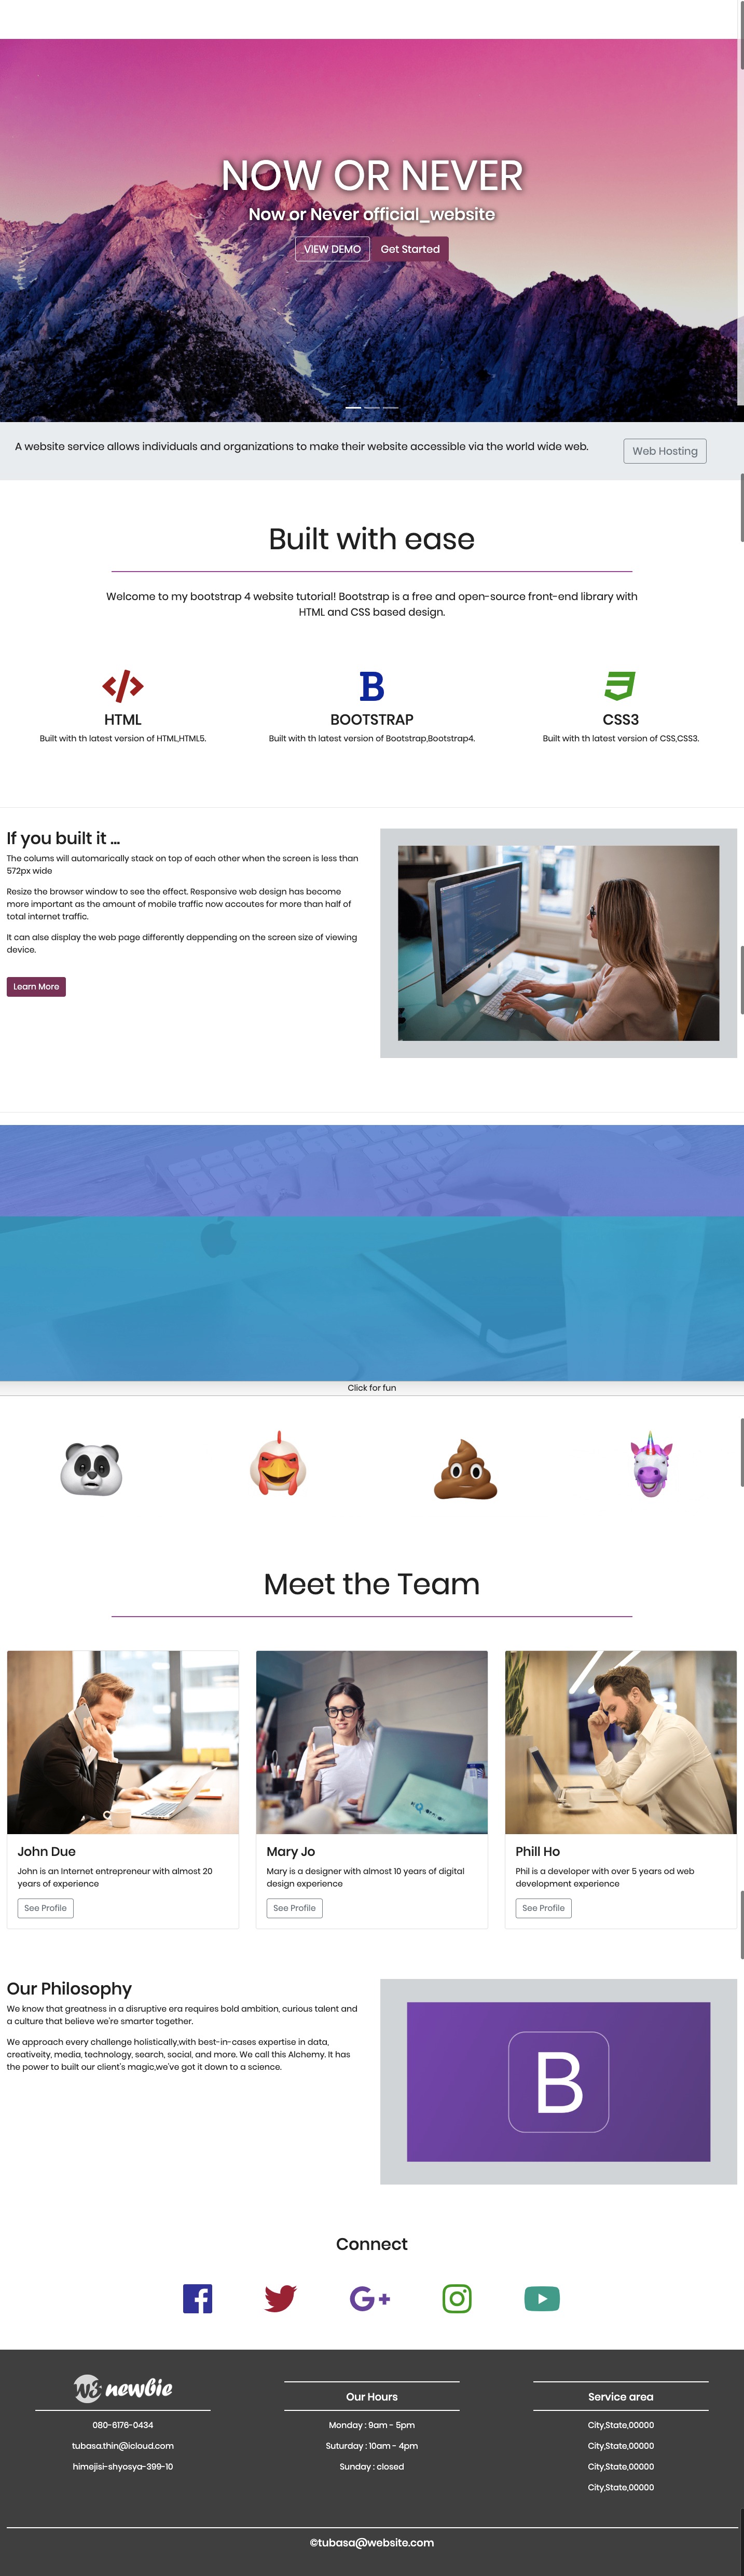 NOW OR NEVER
Now or Never official_website
VIEW DEMO
Get Started
A website service allows individuals and organizations to make their website accessible via the world wide web.
Web Hosting
Built with ease
Welcome to my bootstrap 4 website tutorial! Bootstrap is a free and open-source front-end library with
HTML and CSS based design.
HTML
Built with th latest version of HTML,HTML5.
BOOTSTRAP
Built with th latest version of Bootstrap,Bootstrap4.
CSS3
Built with th latest version of CSS,CSS3.
If you built it ...
The colums will automarically stack on top of each other when the screen is less than
572px wide
Resize the browser window to see the effect. Responsive web design has become
more important as the amount of mobile traffic now accoutes for more than half of
total internet traffic.
It can alse display the web page differently deppending on the screen size of viewing
device.
Learn More
Click for fun
Meet the Team
John Due
John is an Internet entrepreneur with almost 20
years of experience
See Profile
Mary Jo
Mary is a designer with almost 10 years of digital
design experience
See Profile
Phill Ho
Phil is a developer with over 5 years od web
development experience
See Profile
Our Philosophy
We know that greatness in a disruptive era requires bold ambition, curious talent and
a culture that believe we're smarter together.
We approach every challenge holistically,with best-in-cases expertise in data,
creativeity, media, technology, search, social, and more. We call this Alchemy. It has
the power to built our client's magic,we've got it down to a science.
B
Connect
W3 newbie
080-6176-0434
tubasa.thin@icloud.com
himejisi-shyosya-399-10
Our Hours
Monday : 9am - 5pm
Suturday : 10am - 4pm
Sunday : closed
Service area
City,State,00000
City,State,00000
City,State,00000
City,State,00000
©tubasa@website.com